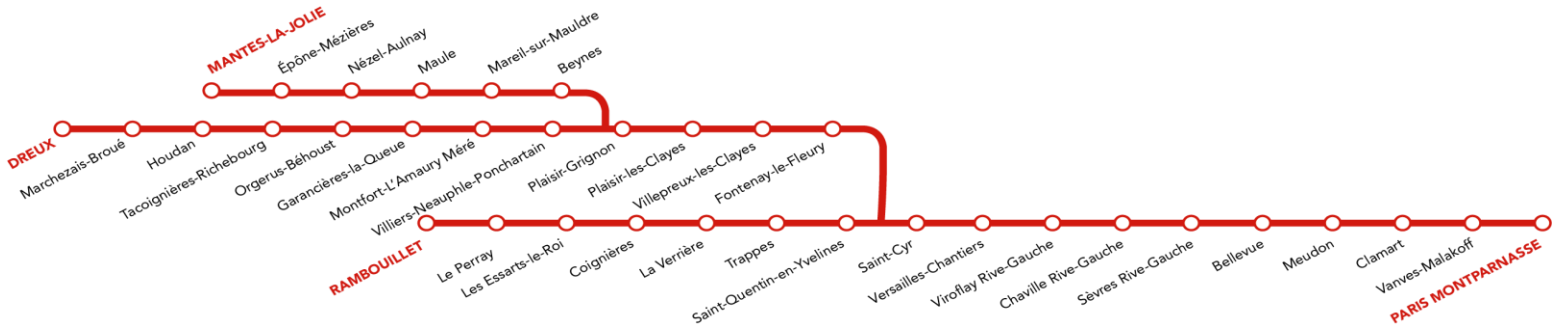 MANTES-LA-JOLIE
Épône-Mézières
Nézel-Aulnay
Maule
Mareil-sur-Mauldre
Beynes
DREUX
Marchezais-Broué
Houdan
Tacoignières-Richebourg
Orgerus-Béhoust
Garancières-la-Queue
Montfort-L'Amaury Méré
Villiers-Neauphle-Ponchartain
Plaisir-Grignon
Plaisir-les-Clayes
Villepreux-les-Clayes
Fontenay-le-Fleury
RAMBOUILLET
Le Perray
Les Essarts-le-Roi
Coignières
La Verrière
Trappes
Saint-Quentin-en-Yvelines
Saint-Cyr
Versailles-Chantiers
Viroflay Rive-Gauche
Chaville Rive-Gauche
Sèvres Rive-Gauche
Bellevue
Meudon
Clamart
Vanves-Malakoff
PARIS MONTPARNASSE